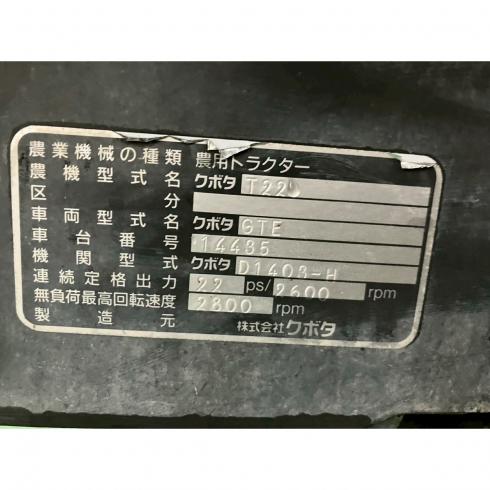 農業機械の種類 農用トラクター
農機型式名 クボタ T220
区分
車両型式名 クボタ GTE
車台番号 14435
機関型式 クボタ D1403-H
連続定格出力 22 ps/2600 rpm
無負荷最高回転速度 2800 rpm
製造元 株式会社クボタ